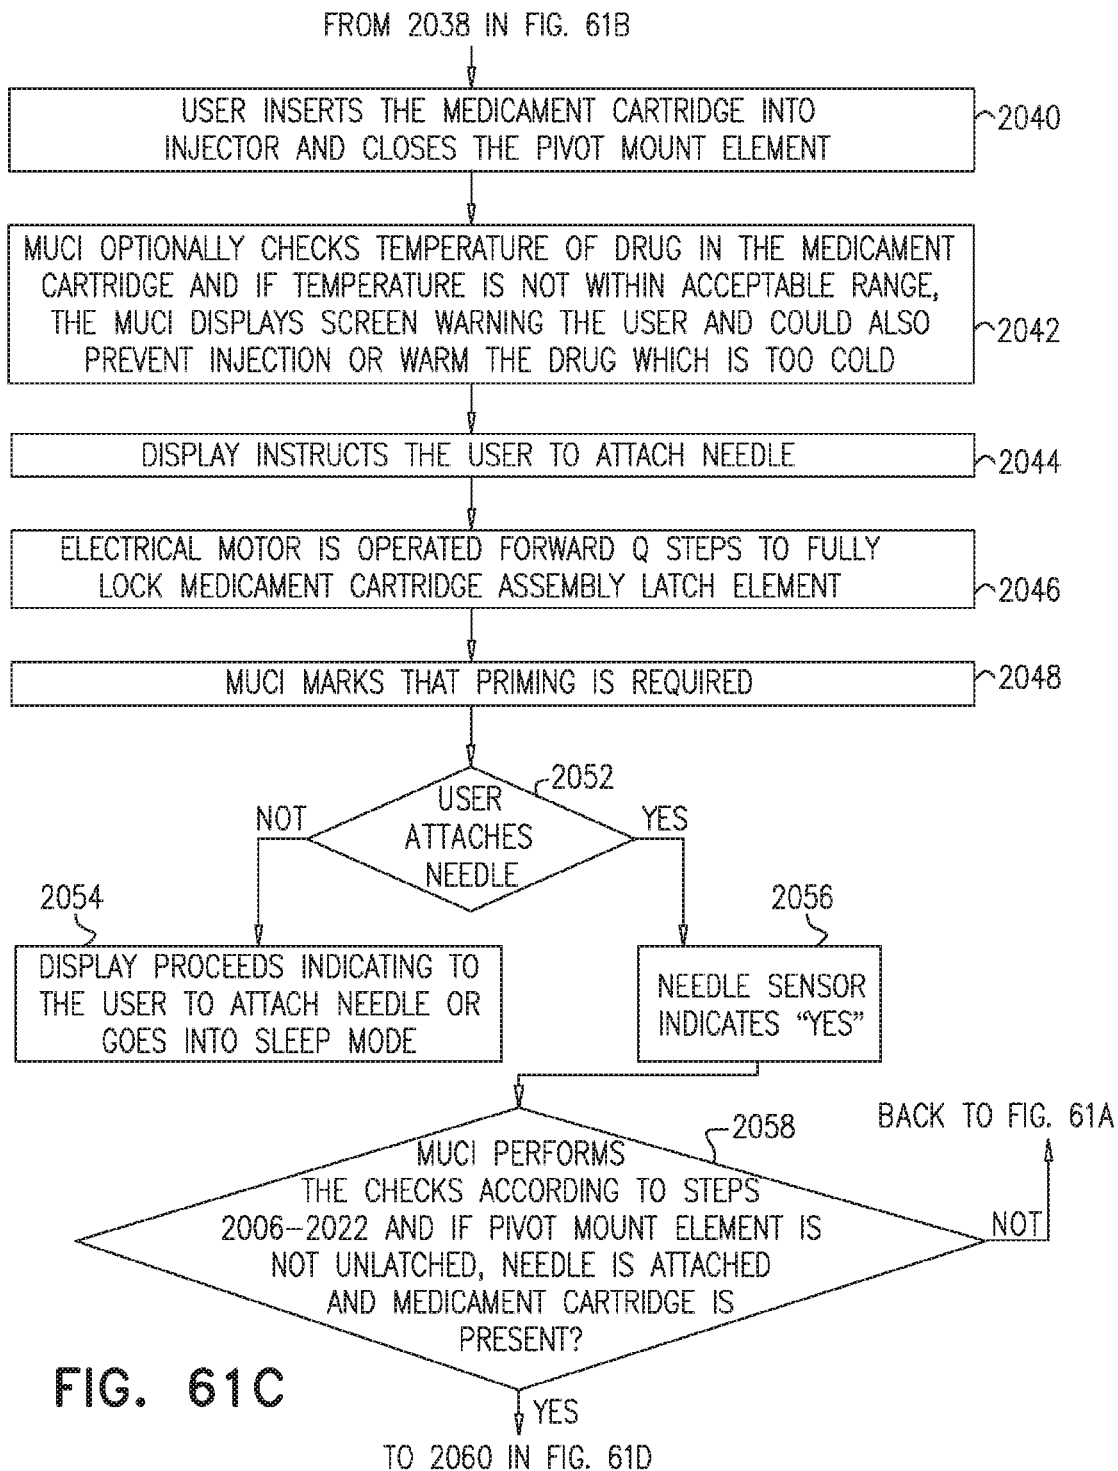 FROM 2038 IN FIG. 61B
USER INSERTS THE MEDICAMENT CARTRIDGE INTO
INJECTOR AND CLOSES THE PIVOT MOUNT ELEMENT
2040
MUCI OPTIONALLY CHECKS TEMPERATURE OF DRUG IN THE MEDICAMENT
CARTRIDGE AND IF TEMPERATURE IS NOT WITHIN ACCEPTABLE RANGE,
THE MUCI DISPLAYS SCREEN WARNING THE USER AND COULD ALSO
PREVENT INJECTION OR WARM THE DRUG WHICH IS TOO COLD
2042
DISPLAY INSTRUCTS THE USER TO ATTACH NEEDLE
2044
ELECTRICAL MOTOR IS OPERATED FORWARD Q STEPS TO FULLY
LOCK MEDICAMENT CARTRIDGE ASSEMBLY LATCH ELEMENT
2046
MUCI MARKS THAT PRIMING IS REQUIRED
2048
2052
USER
ATTACHES
NEEDLE
NOT
YES
2054
DISPLAY PROCEEDS INDICATING TO
THE USER TO ATTACH NEEDLE OR
GOES INTO SLEEP MODE
2056
NEEDLE SENSOR
INDICATES “YES”
2058
MUCI PERFORMS
THE CHECKS ACCORDING TO STEPS
2006–2022 AND IF PIVOT MOUNT ELEMENT IS
NOT UNLATCHED, NEEDLE IS ATTACHED
AND MEDICAMENT CARTRIDGE IS
PRESENT?
NOT
BACK TO FIG. 61A
YES
TO 2060 IN FIG. 61D
FIG. 61C